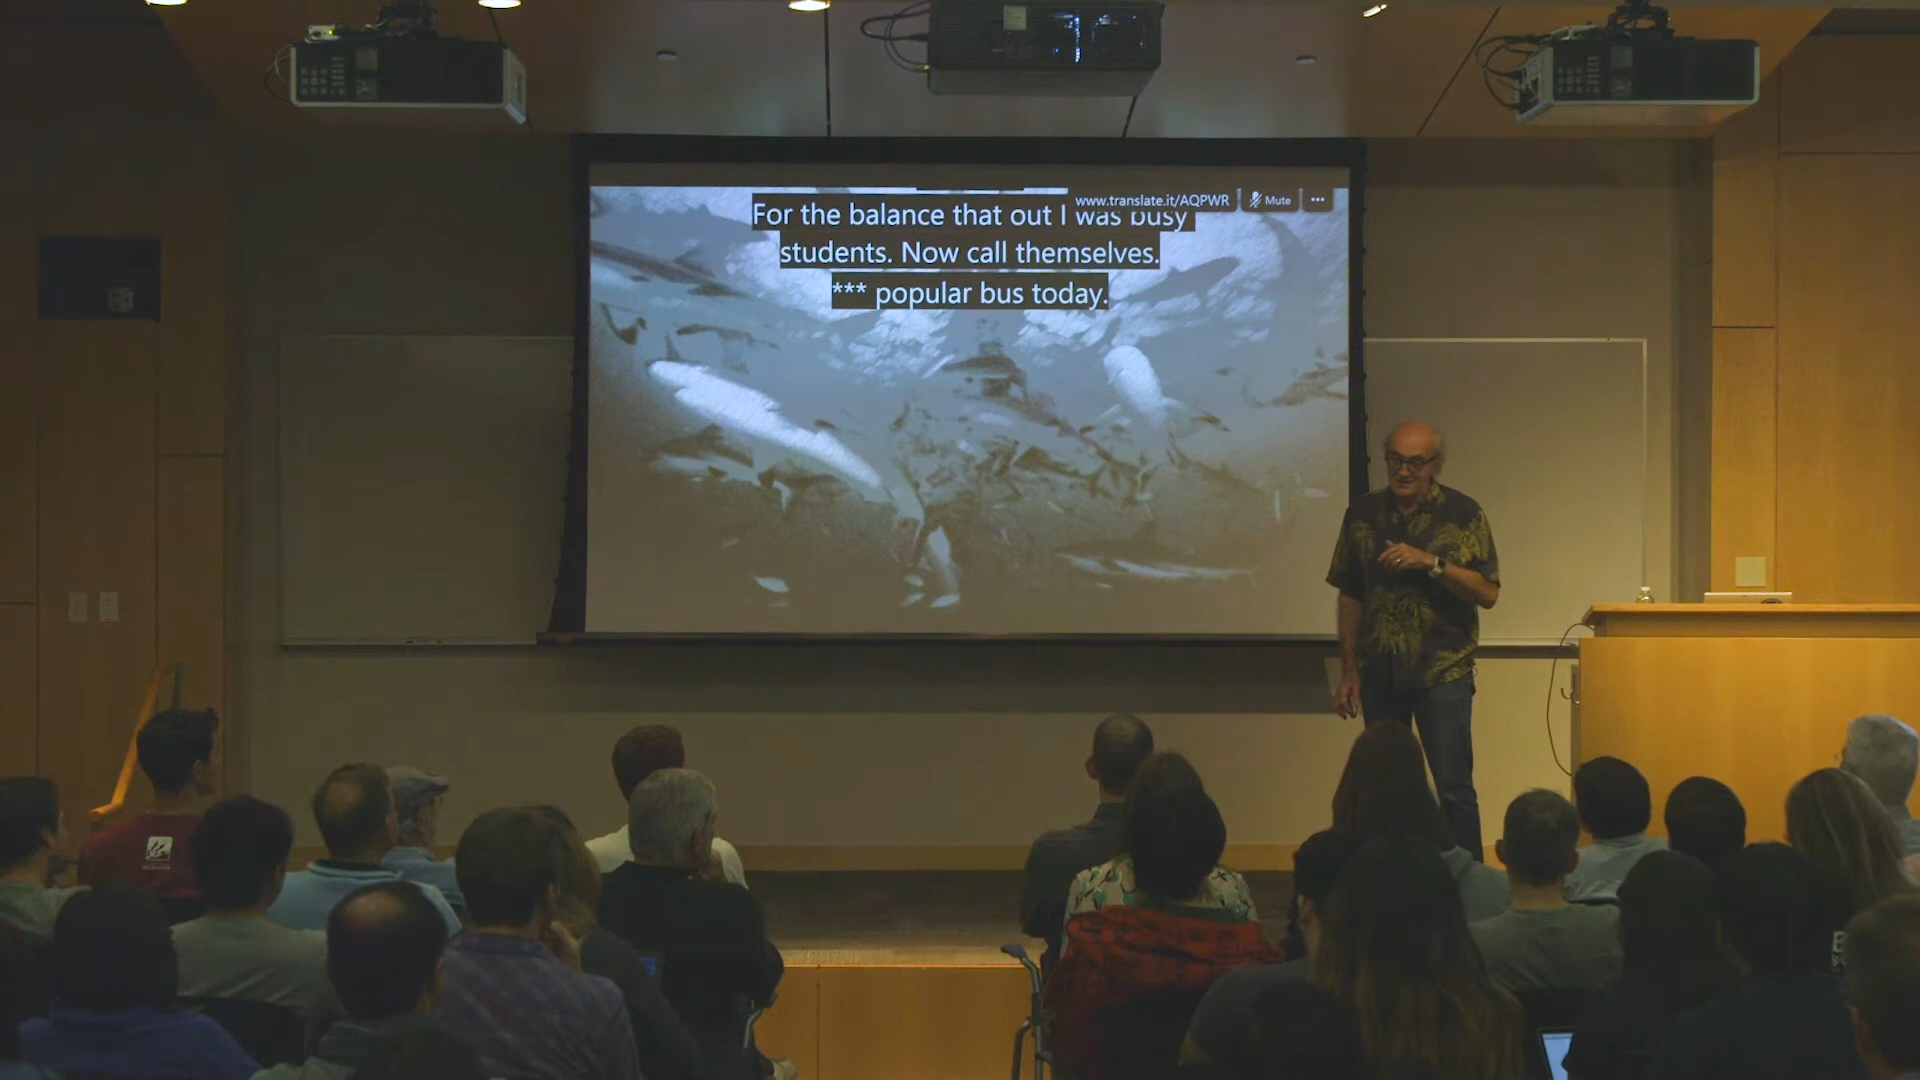 www.translate.it/AQPWR Mute
For the balance that out I was busy
students. Now call themselves.
*** popular bus today.